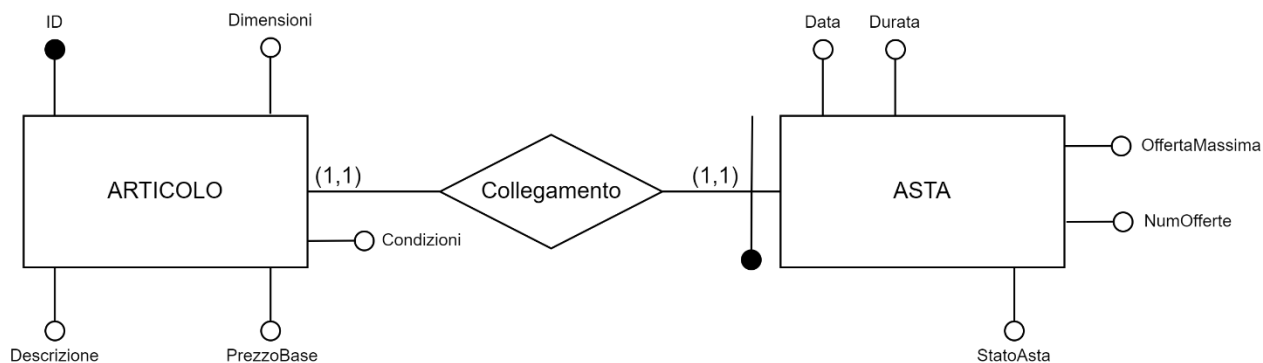 ID
Dimensioni
Data
Durata
OffertaMassima
ARTICOLO
(1,1)
Collegamento
(1,1)
ASTA
NumOfferte
Condizioni
Descrizione
PrezzoBase
StatoAsta